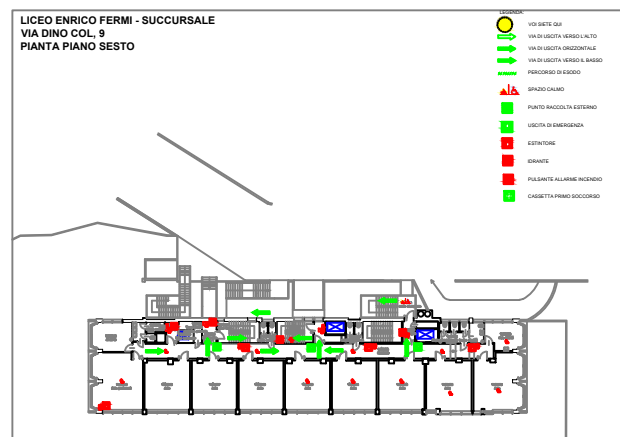 LICEO ENRICO FERMI - SUCCURSALE
VIA DINO COL, 9
PIANTA PIANO SESTO
LEGENDA:
VOI SIETE QUI
VIA DI USCITA VERSO L'ALTO
VIA DI USCITA ORIZZONTALE
VIA DI USCITA VERSO IL BASSO
PERCORSO DI ESODO
SPAZIO CALMO
PUNTO RACCOLTA ESTERNO
USCITA DI EMERGENZA
ESTINTORE
IDRANTE
PULSANTE ALLARME INCENDIO
CASSETTA PRIMO SOCCORSO